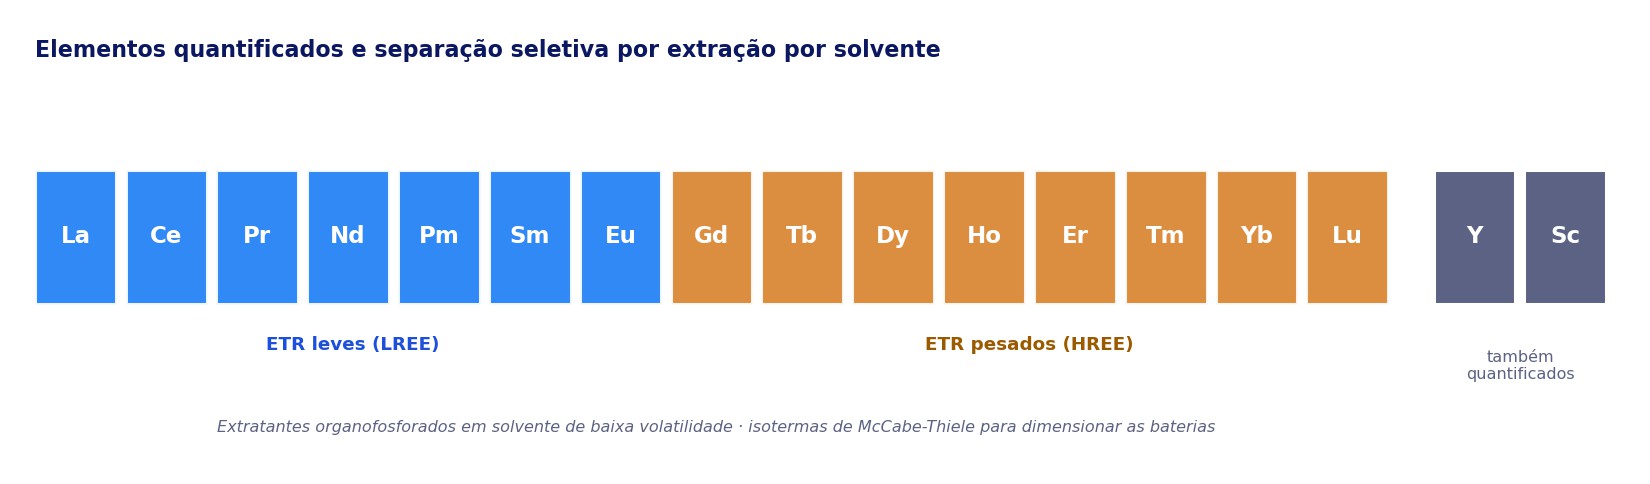 Elementos quantificados e separação seletiva por extração por solvente
La Ce Pr Nd Pm Sm Eu Gd Tb Dy Ho Er Tm Yb Lu Y Sc
ETR leves (LREE)
ETR pesados (HREE)
também
quantificados
Extratantes organofosforados em solvente de baixa volatilidade · isotermas de McCabe-Thiele para dimensionar as baterias